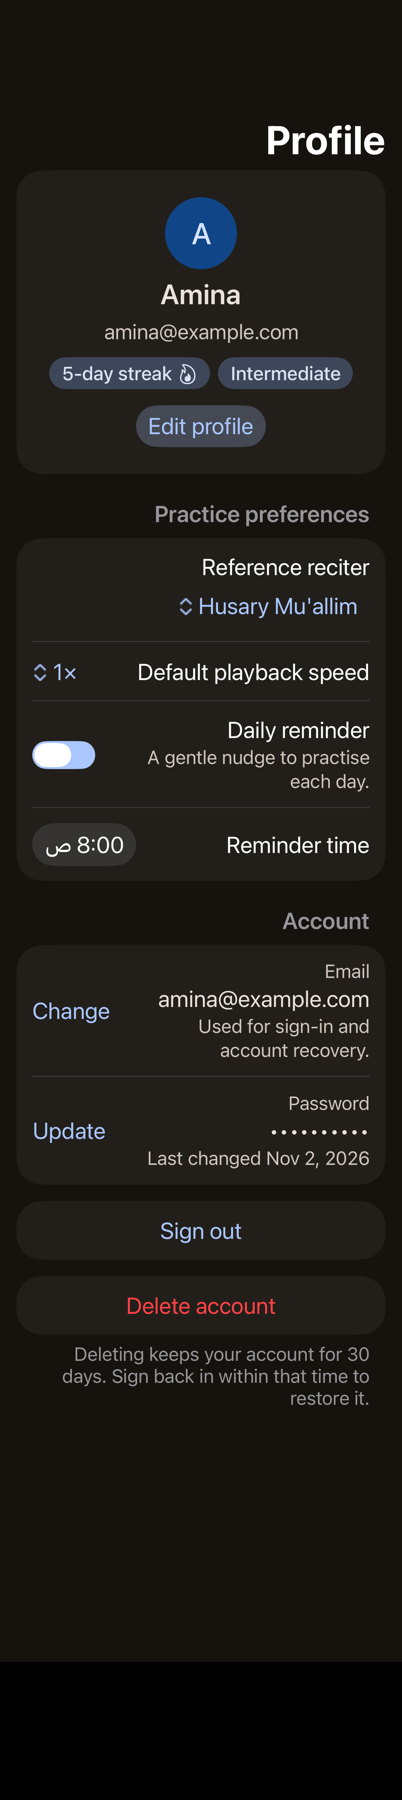 Profile
A
Amina
amina@example.com
5-day streak
Intermediate
Edit profile
Practice preferences
Reference reciter
Husary Mu'allim
Default playback speed
1×
Daily reminder
A gentle nudge to practise
each day.
Reminder time
8:00 ص
Account
Email
amina@example.com
Used for sign-in and
account recovery.
Change
Password
••••••••••
Last changed Nov 2, 2026
Update
Sign out
Delete account
Deleting keeps your account for 30
days. Sign back in within that time to
restore it.